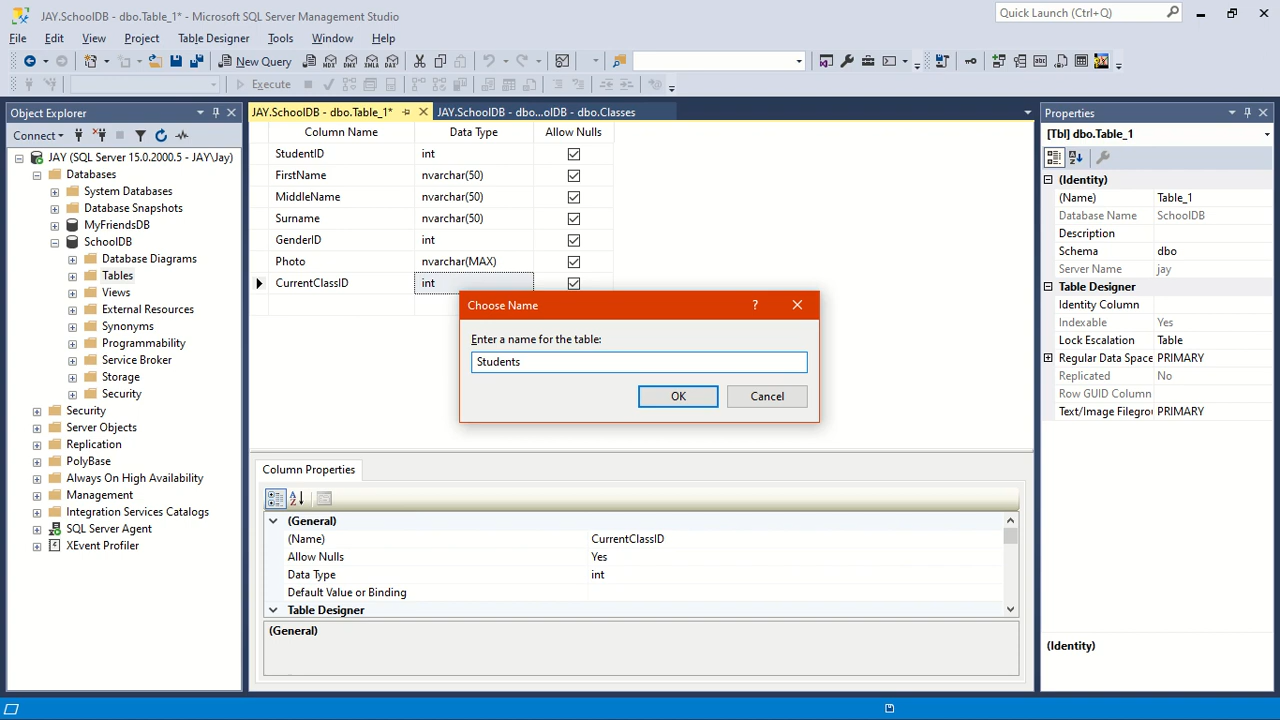 JAY.SchoolDB - dbo.Table_1* - Microsoft SQL Server Management Studio
Quick Launch (Ctrl+Q)
File Edit View Project Table Designer Tools Window Help
New Query MDX DMX XMLA DAX
Execute
Object Explorer
Connect
JAY (SQL Server 15.0.2000.5 - JAY\Jay)
Databases
System Databases
Database Snapshots
MyFriendsDB
SchoolDB
Database Diagrams
Tables
Views
External Resources
Synonyms
Programmability
Service Broker
Storage
Security
Security
Server Objects
Replication
PolyBase
Always On High Availability
Management
Integration Services Catalogs
SQL Server Agent
XEvent Profiler
JAY.SchoolDB - dbo.Table_1* JAY.SchoolDB - dbo...olDB - dbo.Classes
Column Name Data Type Allow Nulls
StudentID int
FirstName nvarchar(50)
MiddleName nvarchar(50)
Surname nvarchar(50)
GenderID int
Photo nvarchar(MAX)
CurrentClassID int
Choose Name ?
Enter a name for the table:
Students
OK Cancel
Column Properties
(General)
(Name) CurrentClassID
Allow Nulls Yes
Data Type int
Default Value or Binding
Table Designer
(General)
Properties
[Tbl] dbo.Table_1
(Identity)
(Name) Table_1
Database Name SchoolDB
Description
Schema dbo
Server Name jay
Table Designer
Identity Column
Indexable Yes
Lock Escalation Table
Regular Data Space PRIMARY
Replicated No
Row GUID Column
Text/Image Filegro PRIMARY
(Identity)